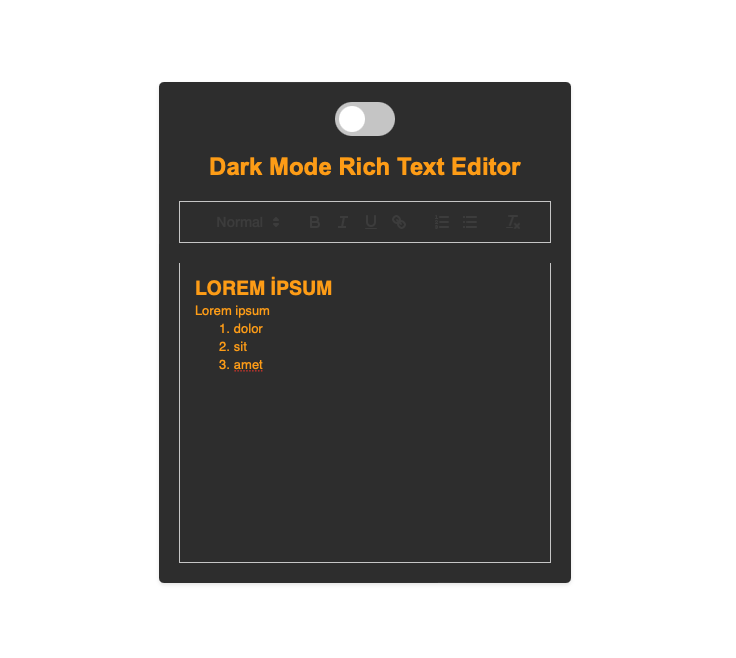 Dark Mode Rich Text Editor
Normal B I U
LOREM İPSUM
Lorem ipsum
1. dolor
2. sit
3. amet